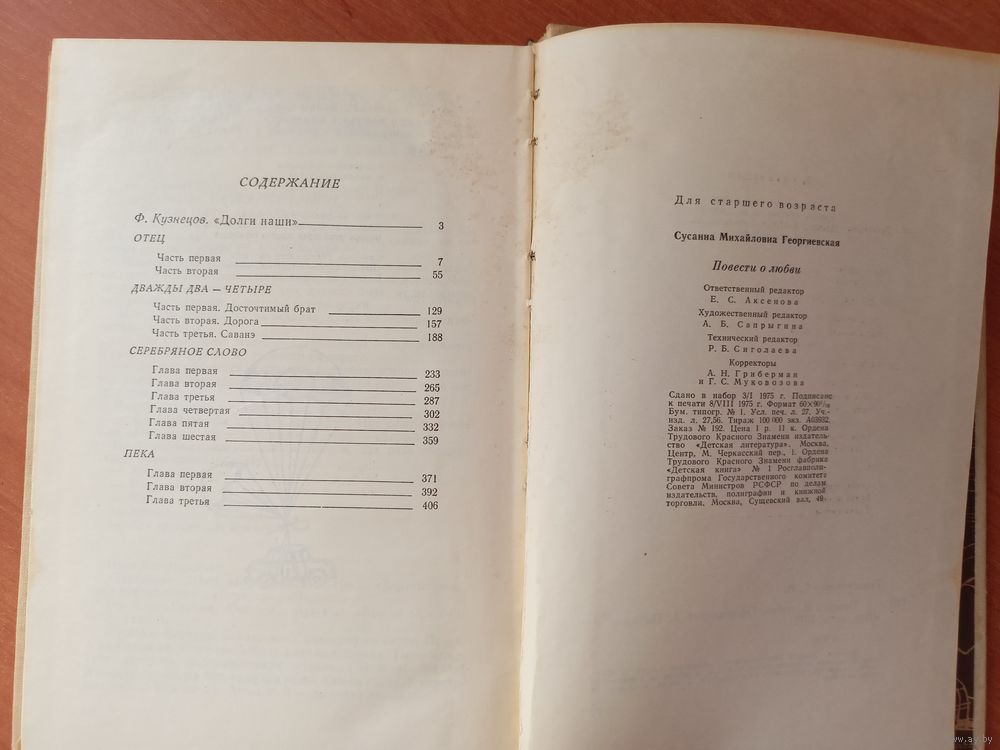 СОДЕРЖАНИЕ
Ф. Кузнецов. «Долги наши» 3
ОТЕЦ
Часть первая 7
Часть вторая 55
ДВАЖДЫ ДВА — ЧЕТЫРЕ
Часть первая. Досточтимый брат 129
Часть вторая. Дорога 157
Часть третья. Саванэ 188
СЕРЕБРЯНОЕ СЛОВО
Глава первая 233
Глава вторая 265
Глава третья 287
Глава четвертая 302
Глава пятая 332
Глава шестая 359
ПЕКА
Глава первая 371
Глава вторая 392
Глава третья 406
Для старшего возраста
Сусанна Михайловна Георгиевская
Повести о любви
Ответственный редактор
Е. С. Аксенова
Художественный редактор
А. Б. Сапрыгина
Технический редактор
Р. Б. Сиголаева
Корректоры
А. Н. Гриберман
и Г. С. Муковозова
Сдано в набор 3/I 1975 г. Подписано
к печати 8/VIII 1975 г. Формат 60×90 1/16
Бум. типогр. № 1. Усл. печ. л. 27. Уч.-
изд. л. 27,56. Тираж 100 000 экз. А03932.
Заказ № 192. Цена 1 р. 11 к. Ордена
Трудового Красного Знамени издатель-
ство «Детская литература». Москва,
Центр, М. Черкасский пер., 1. Ордена
Трудового Красного Знамени фабрика
«Детская книга» № 1 Росглавполи-
графпрома Государственного комитета
Совета Министров РСФСР по делам
издательств, полиграфии и книжной
торговли. Москва, Сущевский вал, 49.
www.ay.by